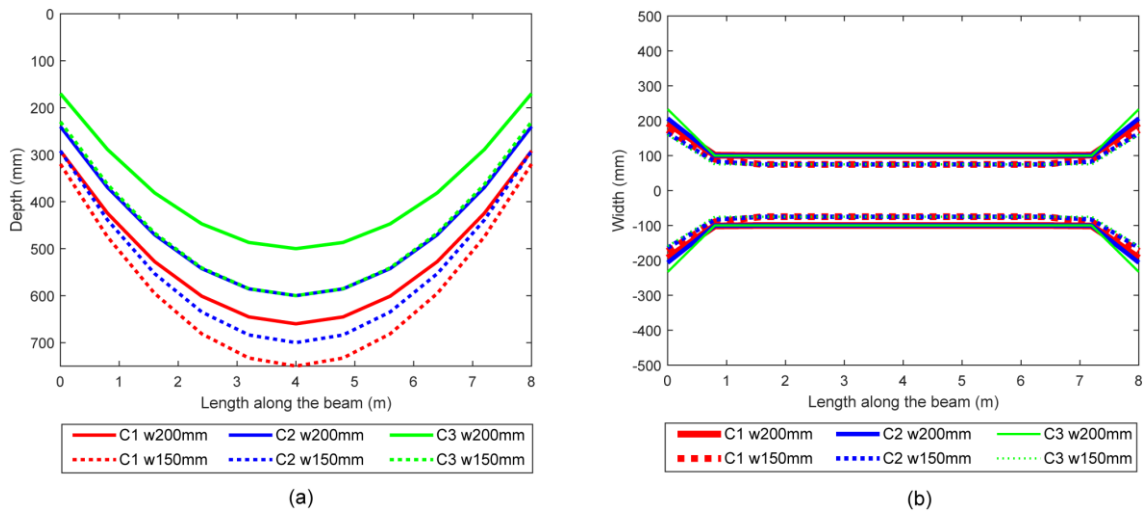 0
100
200
300
400
500
600
700
Depth (mm)
0 1 2 3 4 5 6 7 8
Length along the beam (m)
C1 w200mm C2 w200mm C3 w200mm
C1 w150mm C2 w150mm C3 w150mm
(a)
500
400
300
200
100
0
-100
-200
-300
-400
-500
Width (mm)
0 1 2 3 4 5 6 7 8
Length along the beam (m)
C1 w200mm C2 w200mm C3 w200mm
C1 w150mm C2 w150mm C3 w150mm
(b)